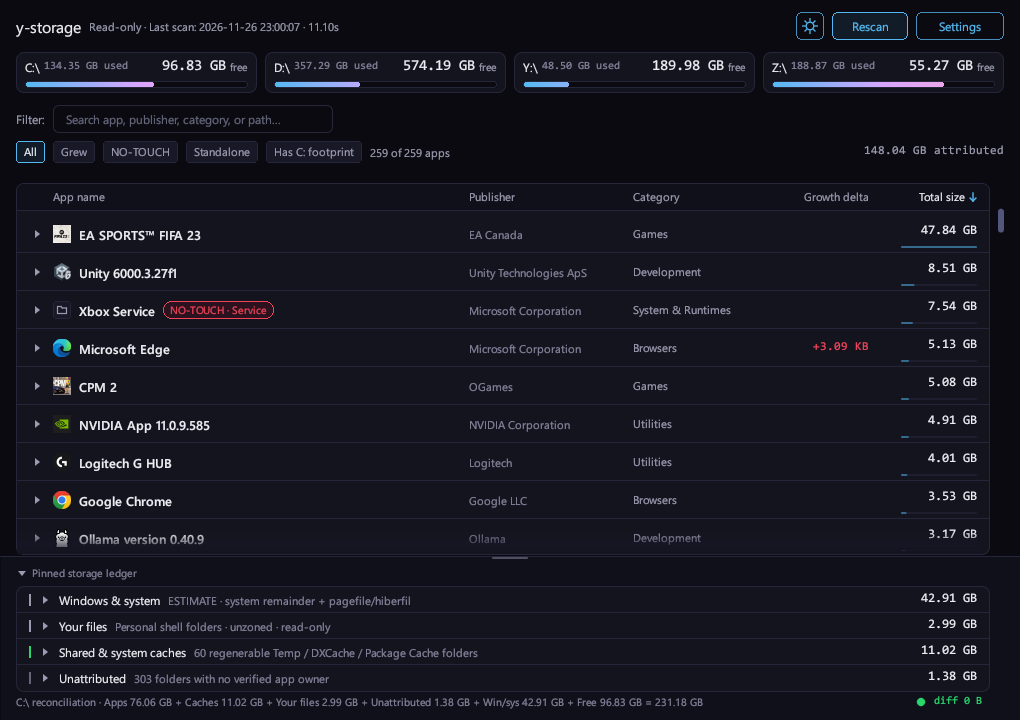 y-storage Read-only · Last scan: 2026-11-26 23:00:07 · 11.10s Rescan Settings
C:\ 134.35 GB used 96.83 GB free D:\ 357.29 GB used 574.19 GB free Y:\ 48.50 GB used 189.98 GB free Z:\ 188.87 GB used 55.27 GB free
Filter: Search app, publisher, category, or path...
All Grew NO-TOUCH Standalone Has C: footprint 259 of 259 apps 148.04 GB attributed
App name Publisher Category Growth delta Total size ↓
EA SPORTS™ FIFA 23 EA Canada Games 47.84 GB
Unity 6000.3.27f1 Unity Technologies ApS Development 8.51 GB
Xbox Service NO-TOUCH · Service Microsoft Corporation System & Runtimes 7.54 GB
Microsoft Edge Microsoft Corporation Browsers +3.09 KB 5.13 GB
CPM 2 OGames Games 5.08 GB
NVIDIA App 11.0.9.585 NVIDIA Corporation Utilities 4.91 GB
Logitech G HUB Logitech Utilities 4.01 GB
Google Chrome Google LLC Browsers 3.53 GB
Ollama version 0.40.9 Ollama Development 3.17 GB
Pinned storage ledger
Windows & system ESTIMATE · system remainder + pagefile/hiberfil 42.91 GB
Your files Personal shell folders · unzoned · read-only 2.99 GB
Shared & system caches 60 regenerable Temp / DXCache / Package Cache folders 11.02 GB
Unattributed 303 folders with no verified app owner 1.38 GB
C:\ reconciliation · Apps 76.06 GB + Caches 11.02 GB + Your files 2.99 GB + Unattributed 1.38 GB + Win/sys 42.91 GB + Free 96.83 GB = 231.18 GB diff 0 B